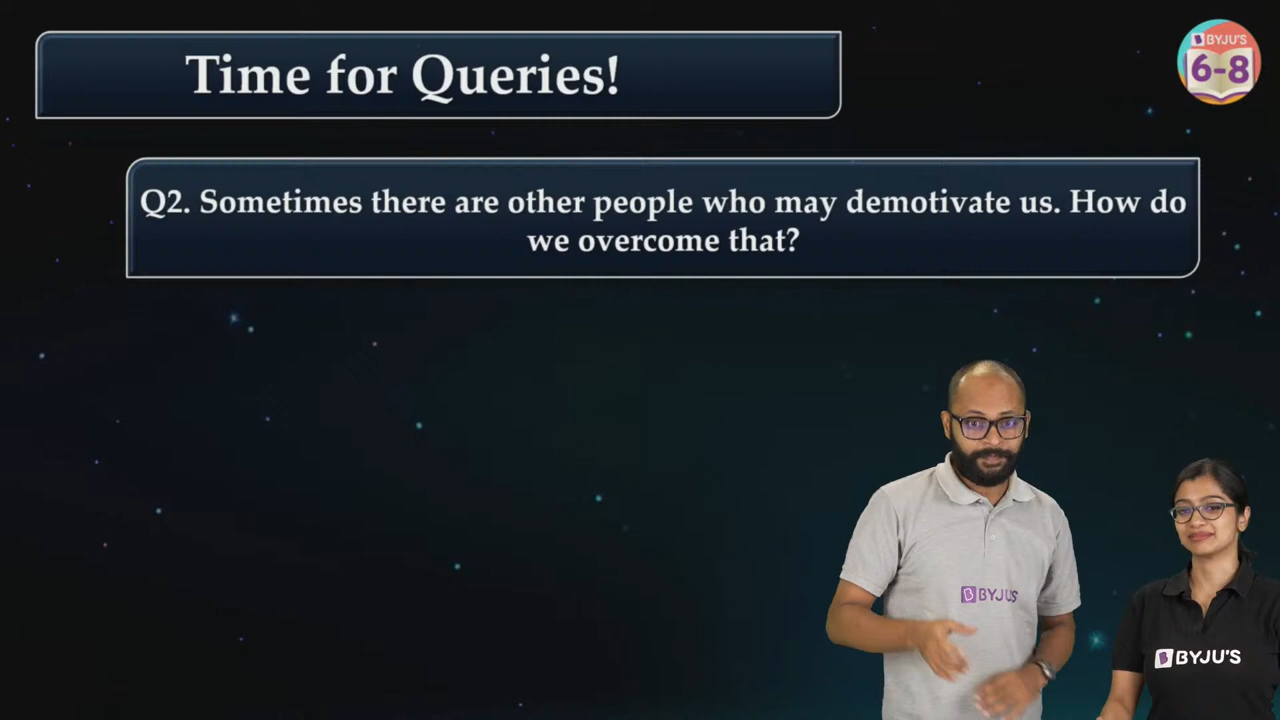 Time for Queries!
BYJU'S
6-8
Q2. Sometimes there are other people who may demotivate us. How do
we overcome that?
BYJU'S
BYJU'S